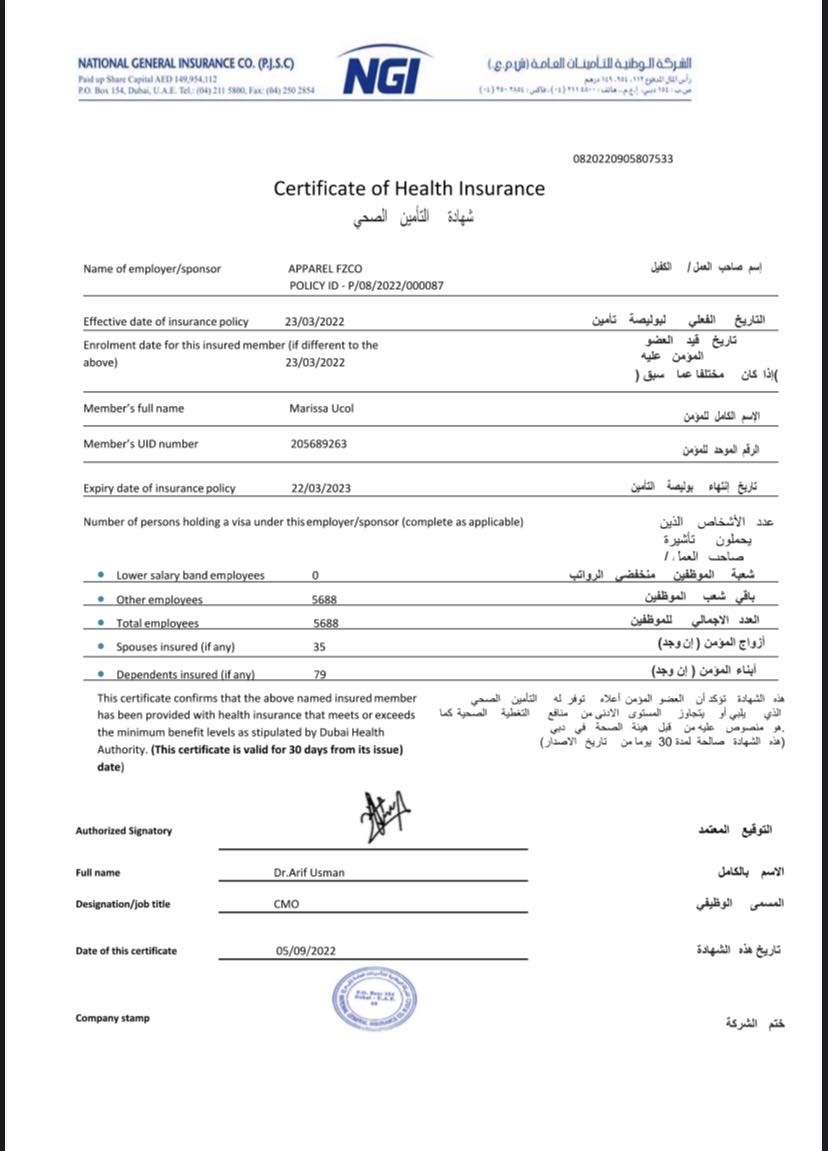 NATIONAL GENERAL INSURANCE CO. (P.J.S.C)
Paid up Share Capital AED 149,954,112
P.O. Box 154, Dubai, U.A.E. Tel.: (04) 211 5800, Fax: (04) 250 2854
NGI
الشركة الوطنية للتأمينات العامة (ش.م.ع.)
رأس المال المدفوع ١٤٩،٩٥٤،١١٢ درهم
ص.ب: ١٥٤ دبي، إ.ع.م.، هاتف: ٢١١٥٨٠٠ (٠٤)، فاكس: ٢٥٠٢٨٥٤ (٠٤)
0820220905807533
Certificate of Health Insurance
شهادة التأمين الصحي
Name of employer/sponsor APPAREL FZCO إسم صاحب العمل/ الكفيل
POLICY ID - P/08/2022/000087
Effective date of insurance policy 23/03/2022 التاريخ الفعلي لبوليصة تأمين
Enrolment date for this insured member (if different to the تاريخ قيد العضو
above) 23/03/2022 المؤمن عليه
)إذا كان مختلفا عما سبق (
Member's full name Marissa Ucol الاسم الكامل للمؤمن
Member's UID number 205689263 الرقم الموحد للمؤمن
Expiry date of insurance policy 22/03/2023 تاريخ إنتهاء بوليصة التأمين
Number of persons holding a visa under this employer/sponsor (complete as applicable) عدد الأشخاص الذين
يحملون تأشيرة
صاحب العمل /
• Lower salary band employees 0 شعبة الموظفين منخفضي الرواتب
• Other employees 5688 باقي شعب الموظفين
• Total employees 5688 العدد الاجمالي للموظفين
• Spouses insured (if any) 35 أزواج المؤمن (إن وجد)
• Dependents insured (if any) 79 أبناء المؤمن (إن وجد)
This certificate confirms that the above named insured member
has been provided with health insurance that meets or exceeds
the minimum benefit levels as stipulated by Dubai Health
Authority. (This certificate is valid for 30 days from its issue)
date)
هذه الشهادة تؤكد أن العضو المؤمن أعلاه توفر له التأمين الصحي
الذي يلبي أو يتجاوز المستوى الادنى من منافع التغطية الصحية كما
.هو منصوص عليه من قبل هيئة الصحة في دبي
(هذه الشهادة صالحة لمدة 30 يوما من تاريخ الاصدار)
Authorized Signatory التوقيع المعتمد
Full name Dr.Arif Usman الاسم بالكامل
Designation/job title CMO المسمى الوظيفي
Date of this certificate 05/09/2022 تاريخ هذه الشهادة
P.O. Box: 154
Dubai - U.A.E.
NATIONAL GENERAL INSURANCE CO.
Company stamp ختم الشركة